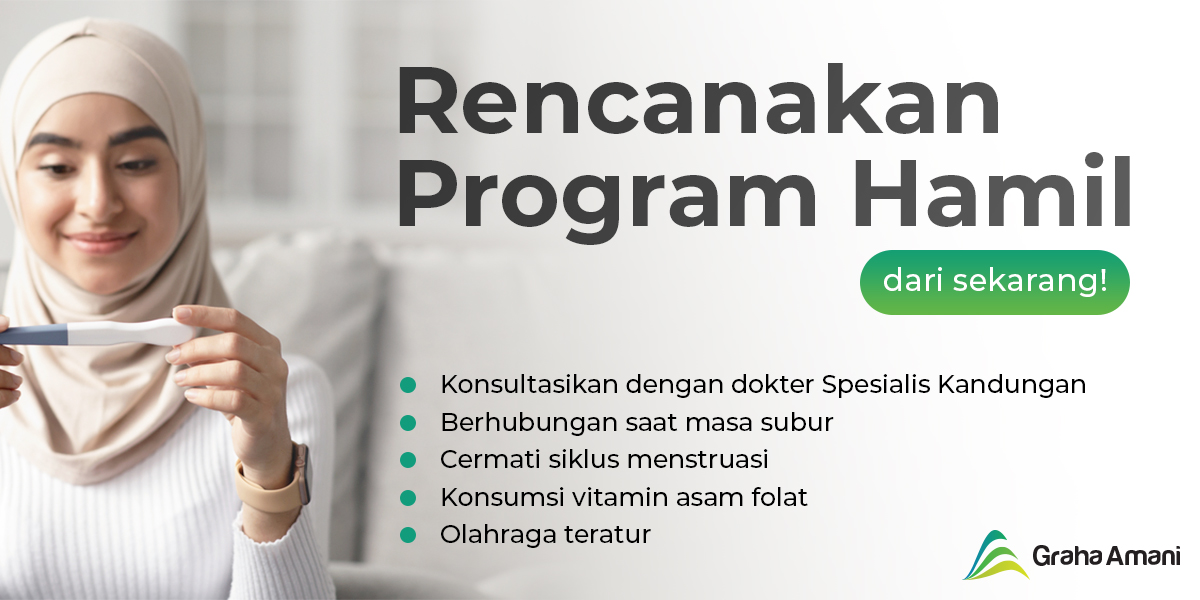 Rencanakan
Program Hamil
dari sekarang!
Konsultasikan dengan dokter Spesialis Kandungan
Berhubungan saat masa subur
Cermati siklus menstruasi
Konsumsi vitamin asam folat
Olahraga teratur
Graha Amani